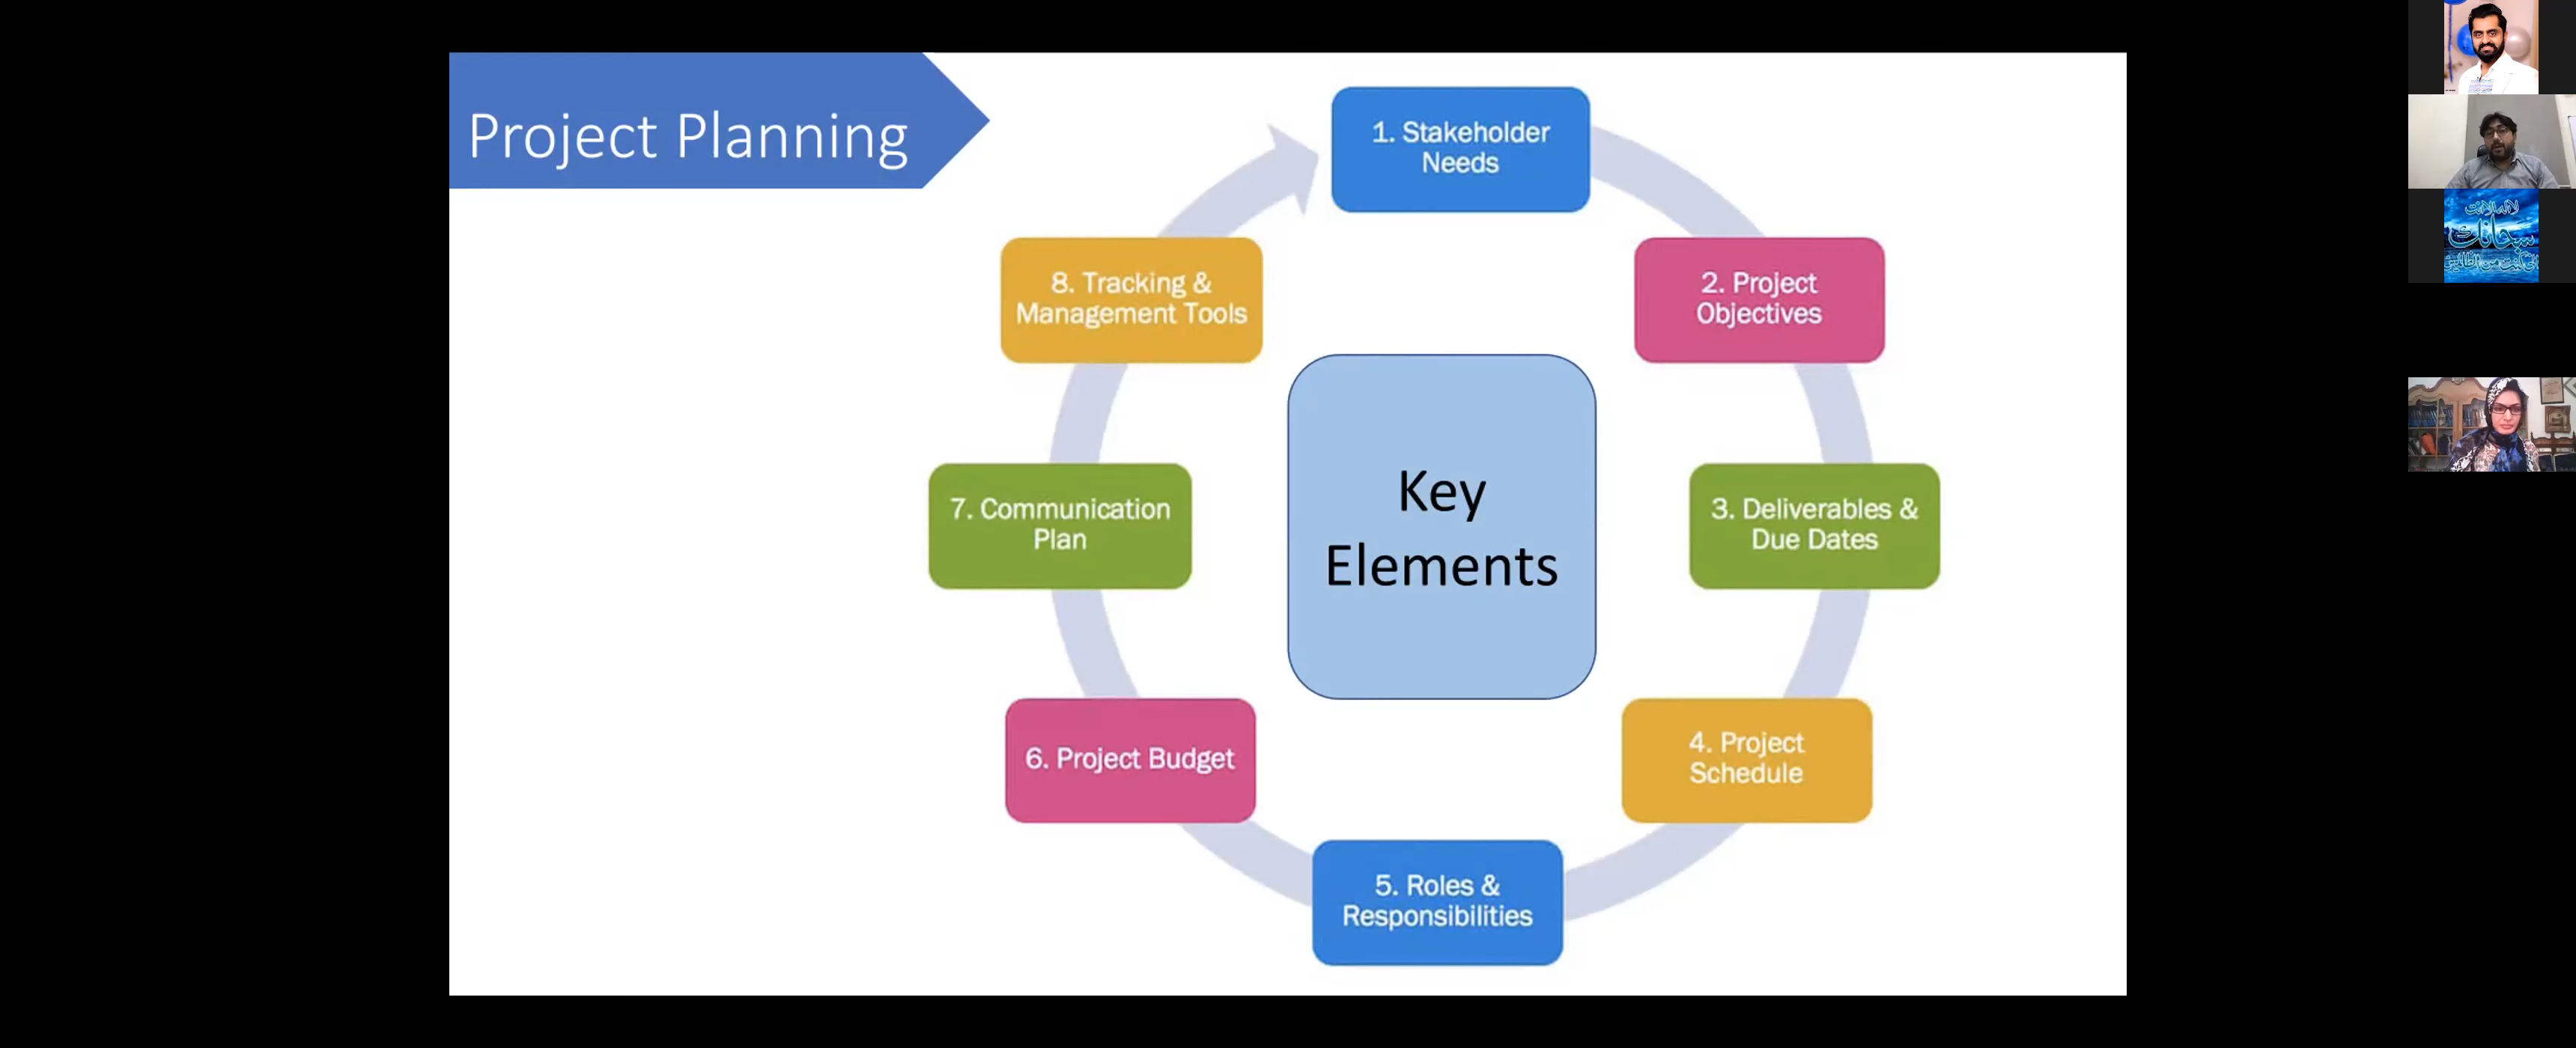 Project Planning
1. Stakeholder
Needs
2. Project
Objectives
3. Deliverables &
Due Dates
4. Project
Schedule
5. Roles &
Responsibilities
6. Project Budget
7. Communication
Plan
8. Tracking &
Management Tools
Key
Elements
سبحانك